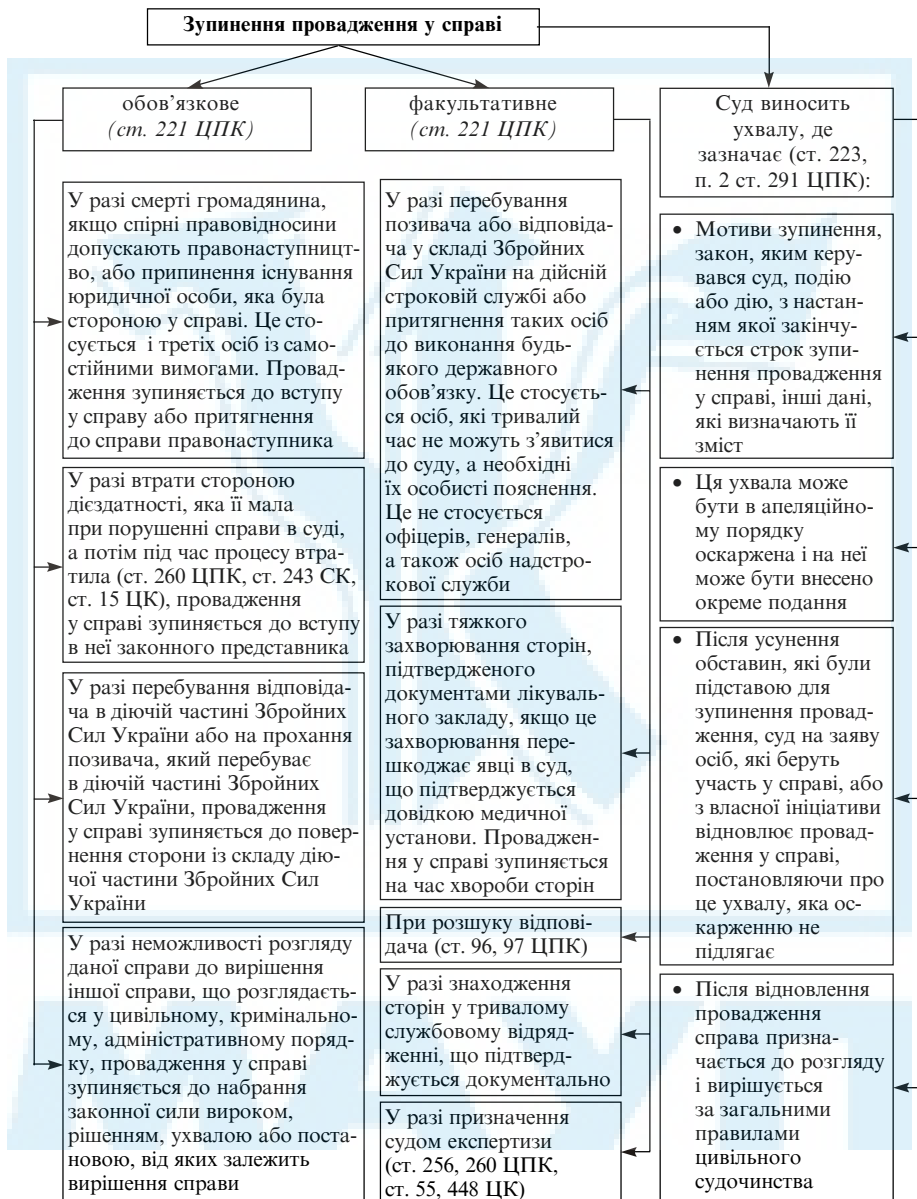 Зупинення провадження у справі
обов’язкове
(ст. 221 ЦПК)
У разі смерті громадянина,
якщо спірні правовідносини
допускають правонаступницт-
во, або припинення існування
юридичної особи, яка була
стороною у справі. Це сто-
сується і третіх осіб із само-
стійними вимогами. Провад-
ження зупиняється до вступу
у справу або притягнення
до справи правонаступника
У разі втрати стороною
дієздатності, яка її мала
при порушенні справи в суді,
а потім під час процесу втра-
тила (ст. 260 ЦПК, ст. 243 СК,
ст. 15 ЦК), провадження
у справі зупиняється до вступу
в неї законного представника
У разі перебування відповіда-
ча в діючій частині Збройних
Сил України або на прохання
позивача, який перебуває
в діючій частині Збройних
Сил України, провадження
у справі зупиняється до повер-
нення сторони із складу дію-
чої частини Збройних Сил
України
У разі неможливості розгляду
даної справи до вирішення
іншої справи, що розглядаєть-
ся у цивільному, кримінально-
му, адміністративному поряд-
ку, провадження у справі
зупиняється до набрання
законної сили вироком,
рішенням, ухвалою або поста-
новою, від яких залежить
вирішення справи
факультативне
(ст. 221 ЦПК)
У разі перебування
позивача або відповіда-
ча у складі Збройних
Сил України на дійсній
строковій службі або
притягнення таких осіб
до виконання будь-
якого державного
обов’язку. Це стосуєть-
ся осіб, які тривалий
час не можуть з’явитися
до суду, а необхідні
їх особисті пояснення.
Це не стосується
офіцерів, генералів,
а також осіб надстро-
кової служби
У разі тяжкого
захворювання сторін,
підтвердженого
документами лікуваль-
ного закладу, якщо це
захворювання пере-
шкоджає явці в суд,
що підтверджується
довідкою медичної
установи. Проваджен-
ня у справі зупиняється
на час хвороби сторін
При розшуку відпові-
дача (ст. 96, 97 ЦПК)
У разі знаходження
сторін у тривалому
службовому відряд-
женні, що підтверд-
жується документально
У разі призначення
судом експертизи
(ст. 256, 260 ЦПК,
ст. 55, 448 ЦК)
Суд виносить
ухвалу, де
зазначає (ст. 223,
п. 2 ст. 291 ЦПК):
• Мотиви зупинення,
закон, яким керу-
вався суд, подію
або дію, з настан-
ням якої закінчу-
ється строк зупи-
нення провадження
у справі, інші дані,
які визначають її
зміст
• Ця ухвала може
бути в апеляційно-
му порядку
оскаржена і на неї
може бути внесено
окреме подання
• Після усунення
обставин, які були
підставою для
зупинення провад-
ження, суд на заяву
осіб, які беруть
участь у справі, або
з власної ініціативи
відновлює провад-
ження у справі,
постановляючи про
це ухвалу, яка ос-
карженню не
підлягає
• Після відновлення
провадження
справа призна-
чається до розгляду
і вирішується
за загальними
правилами
цивільного
судочинства
МАУП